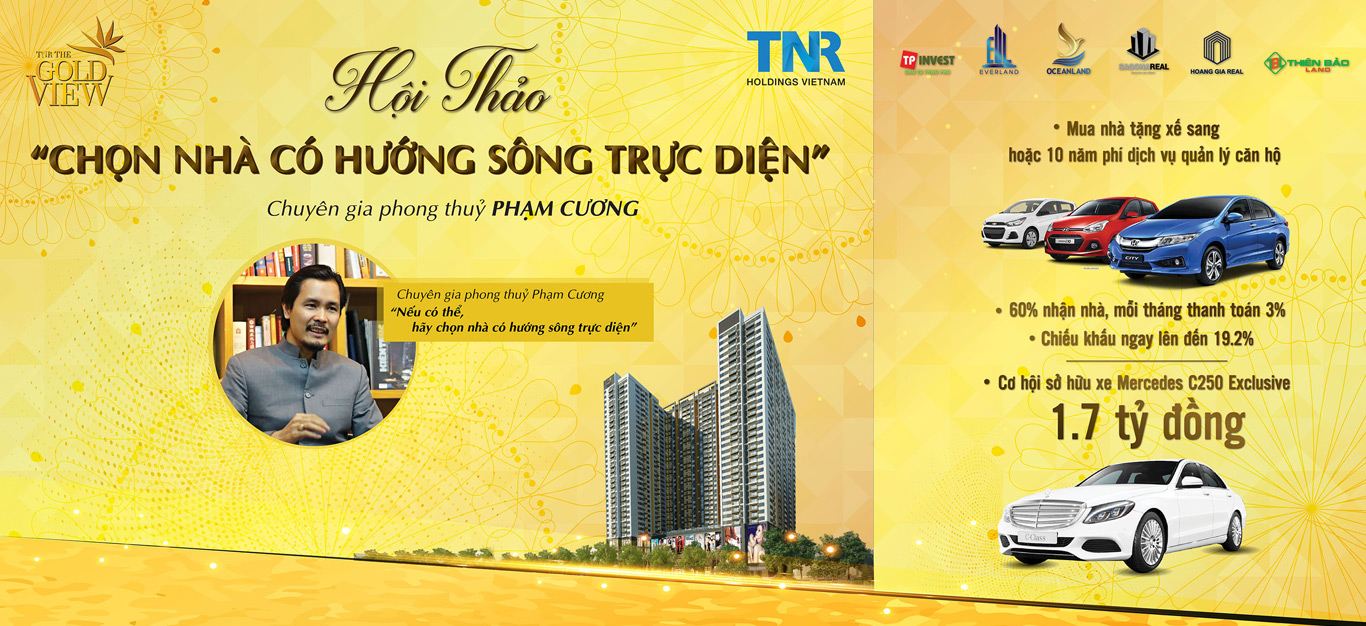 TNR THE
GOLD
VIEW
Hội Thảo
TNR
HOLDINGS VIETNAM
“CHỌN NHÀ CÓ HƯỚNG SÔNG TRỰC DIỆN”
Chuyên gia phong thuỷ PHẠM CƯƠNG
Chuyên gia phong thuỷ Phạm Cương
“Nếu có thể,
hãy chọn nhà có hướng sông trực diện”
TP INVEST
EVERLAND
OCEANLAND
REAL
HOANG GIA REAL
THIÊN BẢO
LAND
• Mua nhà tặng xế sang
hoặc 10 năm phí dịch vụ quản lý căn hộ
CITY
• 60% nhận nhà, mỗi tháng thanh toán 3%
• Chiếu khấu ngay lên đến 19.2%
• Cơ hội sở hữu xe Mercedes C250 Exclusive
1.7 tỷ đồng
C-Class